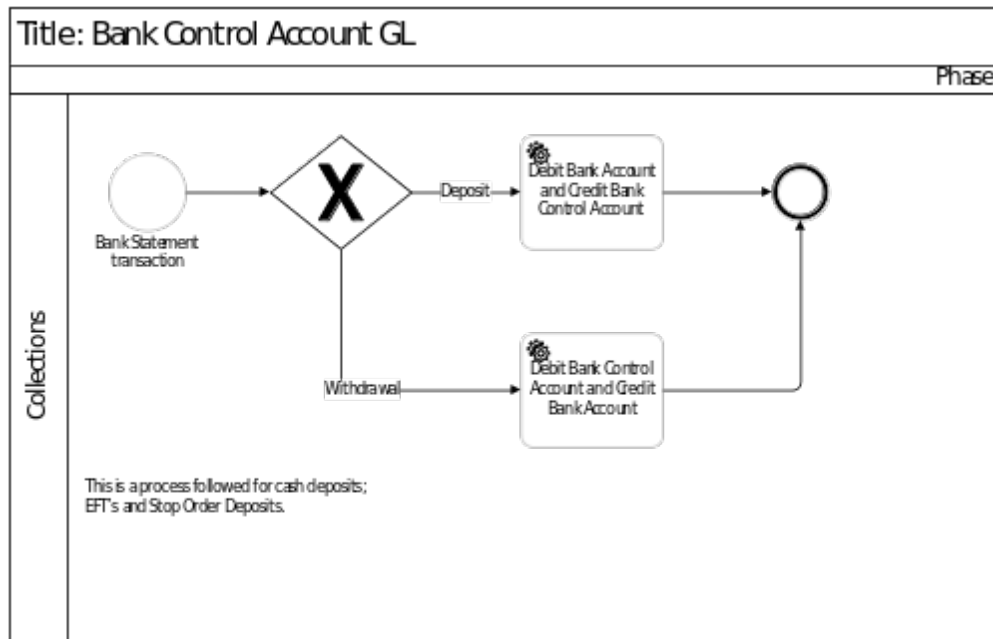 Title: Bank Control Account GL
Phase
Collections
Bank Statement
transaction
X
Deposit
Debit Bank Account
and Credit Bank
Control Account
Withdrawal
Debit Bank Control
Account and Credit
Bank Account
This is a process followed for cash deposits;
EFT's and Stop Order Deposits.